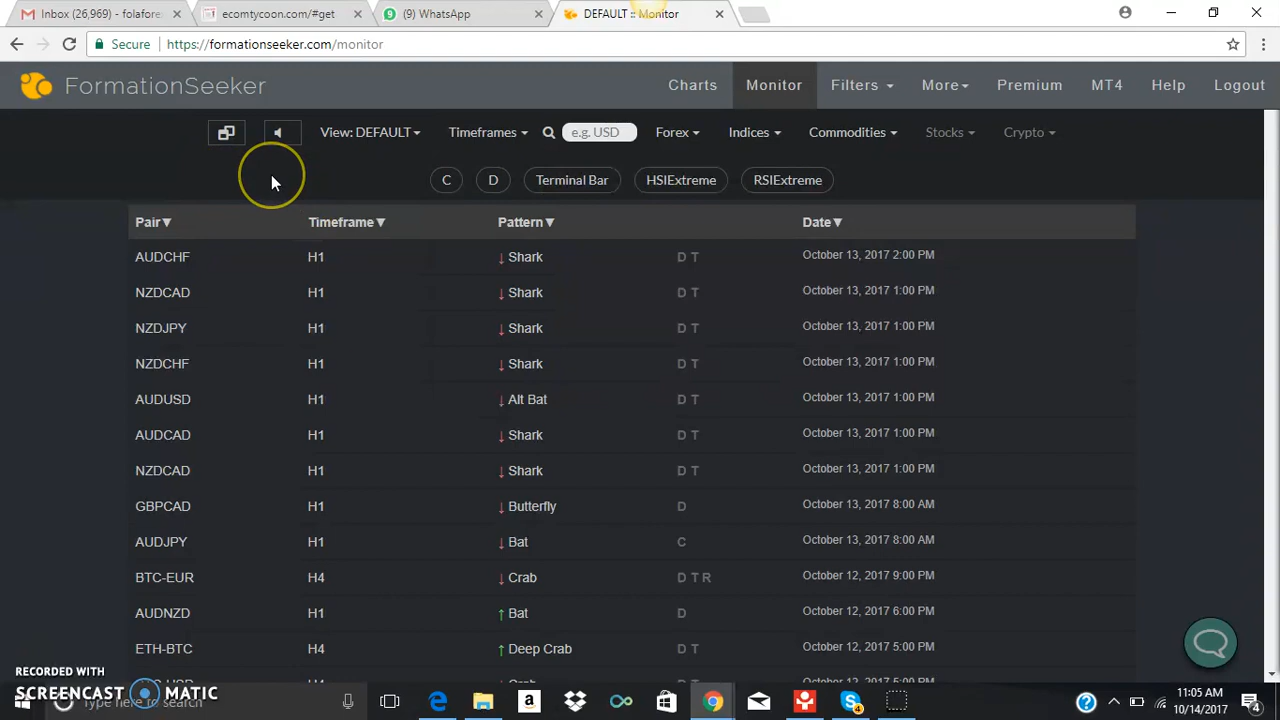 Inbox (26,969) - folafore
ecomtycoon.com/#get
(9) WhatsApp
DEFAULT :: Monitor
Secure https://formationseeker.com/monitor
FormationSeeker
Charts Monitor Filters More Premium MT4 Help Logout
View: DEFAULT Timeframes e.g. USD Forex Indices Commodities Stocks Crypto
C D Terminal Bar HSIExtreme RSIExtreme
Pair▼ Timeframe▼ Pattern▼ Date▼
AUDCHF H1 ↓ Shark D T October 13, 2017 2:00 PM
NZDCAD H1 ↓ Shark D T October 13, 2017 1:00 PM
NZDJPY H1 ↓ Shark D T October 13, 2017 1:00 PM
NZDCHF H1 ↓ Shark D T October 13, 2017 1:00 PM
AUDUSD H1 ↓ Alt Bat D T October 13, 2017 1:00 PM
AUDCAD H1 ↓ Shark D T October 13, 2017 1:00 PM
NZDCAD H1 ↓ Shark D T October 13, 2017 1:00 PM
GBPCAD H1 ↓ Butterfly D October 13, 2017 8:00 AM
AUDJPY H1 ↓ Bat C October 13, 2017 8:00 AM
BTC-EUR H4 ↓ Crab D T R October 12, 2017 9:00 PM
AUDNZD H1 ↑ Bat D October 12, 2017 6:00 PM
ETH-BTC H4 ↑ Deep Crab D T October 12, 2017 5:00 PM
RECORDED WITH
SCREENCAST MATIC
Type here to search
11:05 AM
10/14/2017